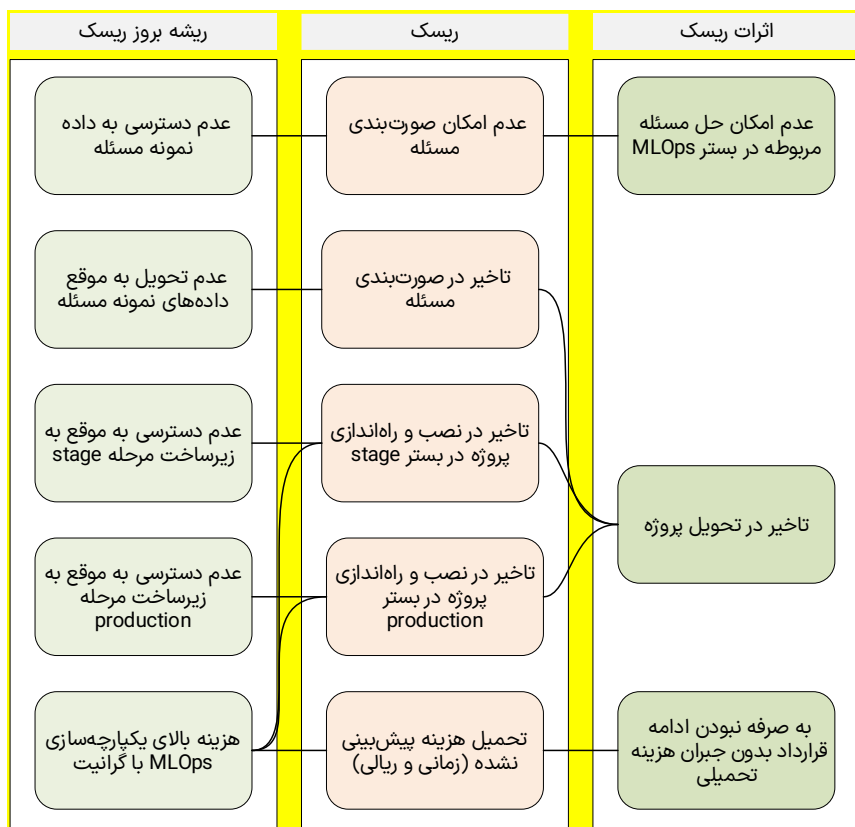 ریشه بروز ریسک
ریسک
اثرات ریسک
عدم دسترسی به داده
نمونه مسئله
عدم امکان صورت‌بندی
مسئله
عدم امکان حل مسئله
مربوطه در بستر MLOps
عدم تحویل به موقع
داده‌های نمونه مسئله
تاخیر در صورت‌بندی
مسئله
عدم دسترسی به موقع به
زیرساخت مرحله stage
تاخیر در نصب و راه‌اندازی
پروژه در بستر stage
تاخیر در تحویل پروژه
عدم دسترسی به موقع به
زیرساخت مرحله
production
تاخیر در نصب و راه‌اندازی
پروژه در بستر
production
هزینه بالای یکپارچه‌سازی
MLOps با گرانیت
تحمیل هزینه پیش‌بینی
نشده (زمانی و ریالی)
به صرفه نبودن ادامه
قرارداد بدون جبران هزینه
تحمیلی